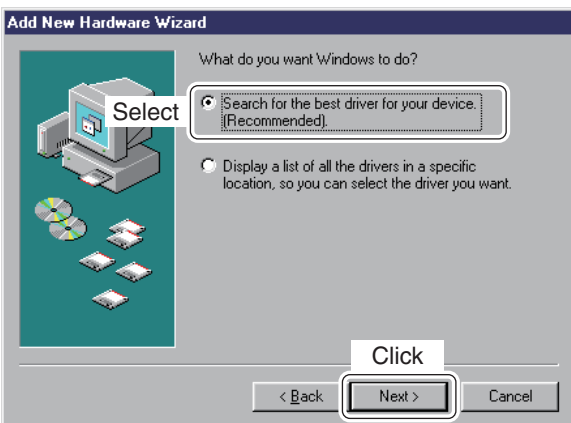 Add New Hardware Wizard
What do you want Windows to do?
Select
Search for the best driver for your device.
(Recommended).
Display a list of all the drivers in a specific
location, so you can select the driver you want.
Click
< Back
Next >
Cancel